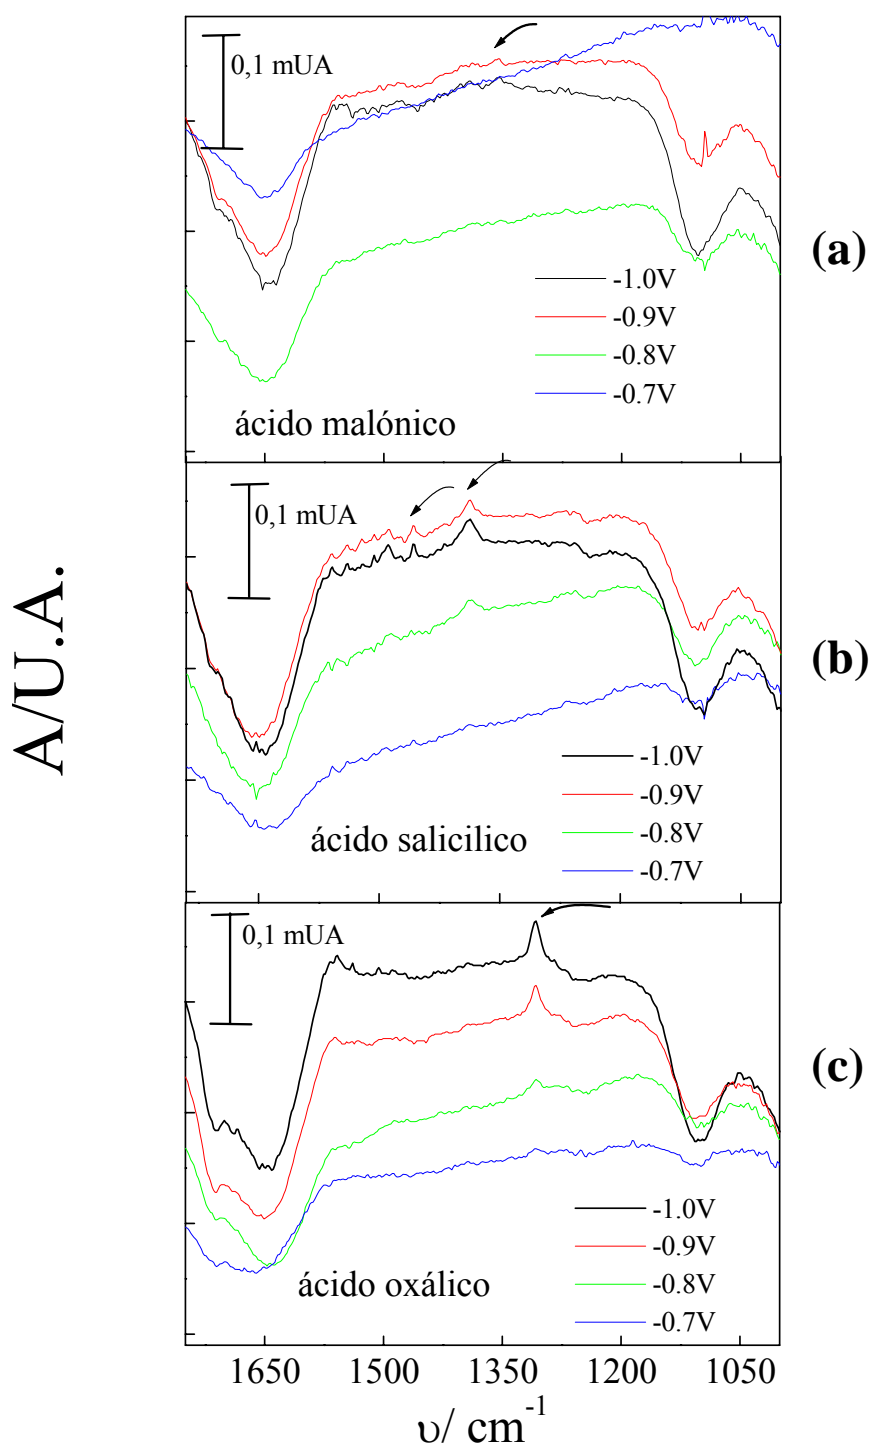 0,1 mUA
(a)
-1.0V
-0.9V
-0.8V
-0.7V
ácido malónico
0,1 mUA
A/U.A.
(b)
-1.0V
-0.9V
-0.8V
-0.7V
ácido salicilico
0,1 mUA
(c)
-1.0V
-0.9V
-0.8V
-0.7V
ácido oxálico
1650 1500 1350 1200 1050
υ/ cm⁻¹